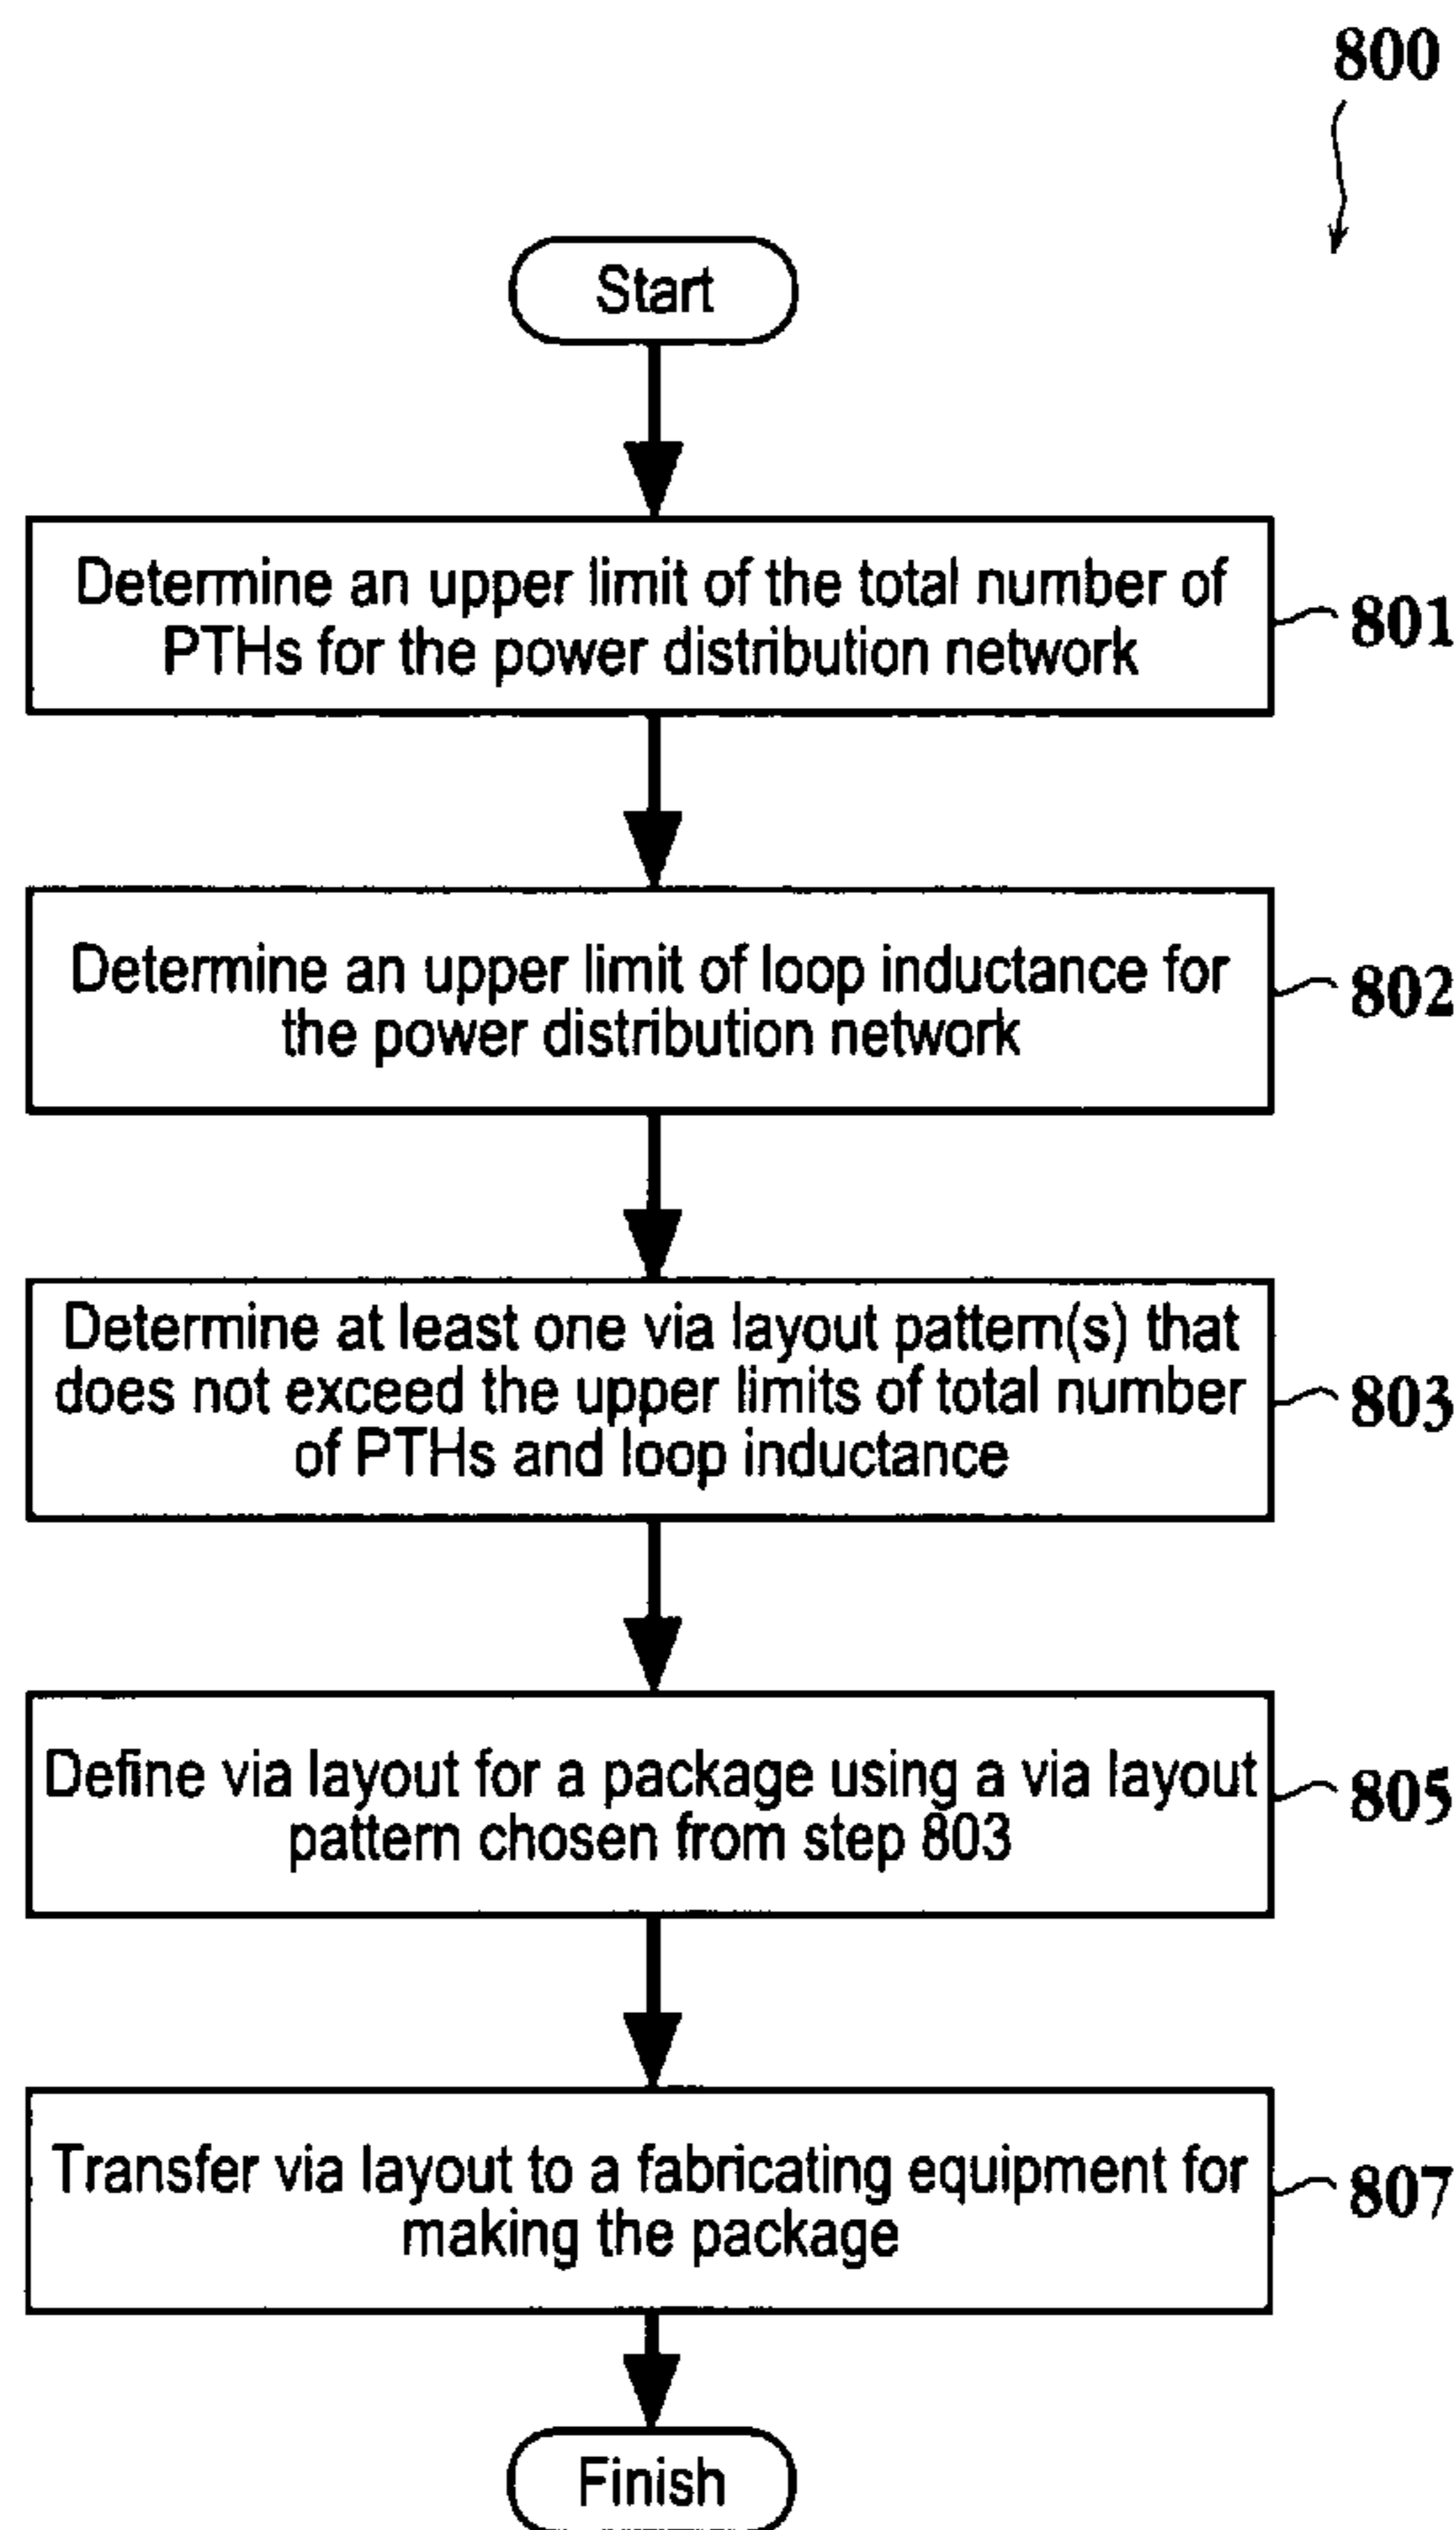 800
Start
Determine an upper limit of the total number of
PTHs for the power distribution network
801
Determine an upper limit of loop inductance for
the power distribution network
802
Determine at least one via layout pattern(s) that
does not exceed the upper limits of total number
of PTHs and loop inductance
803
Define via layout for a package using a via layout
pattern chosen from step 803
805
Transfer via layout to a fabricating equipment for
making the package
807
Finish